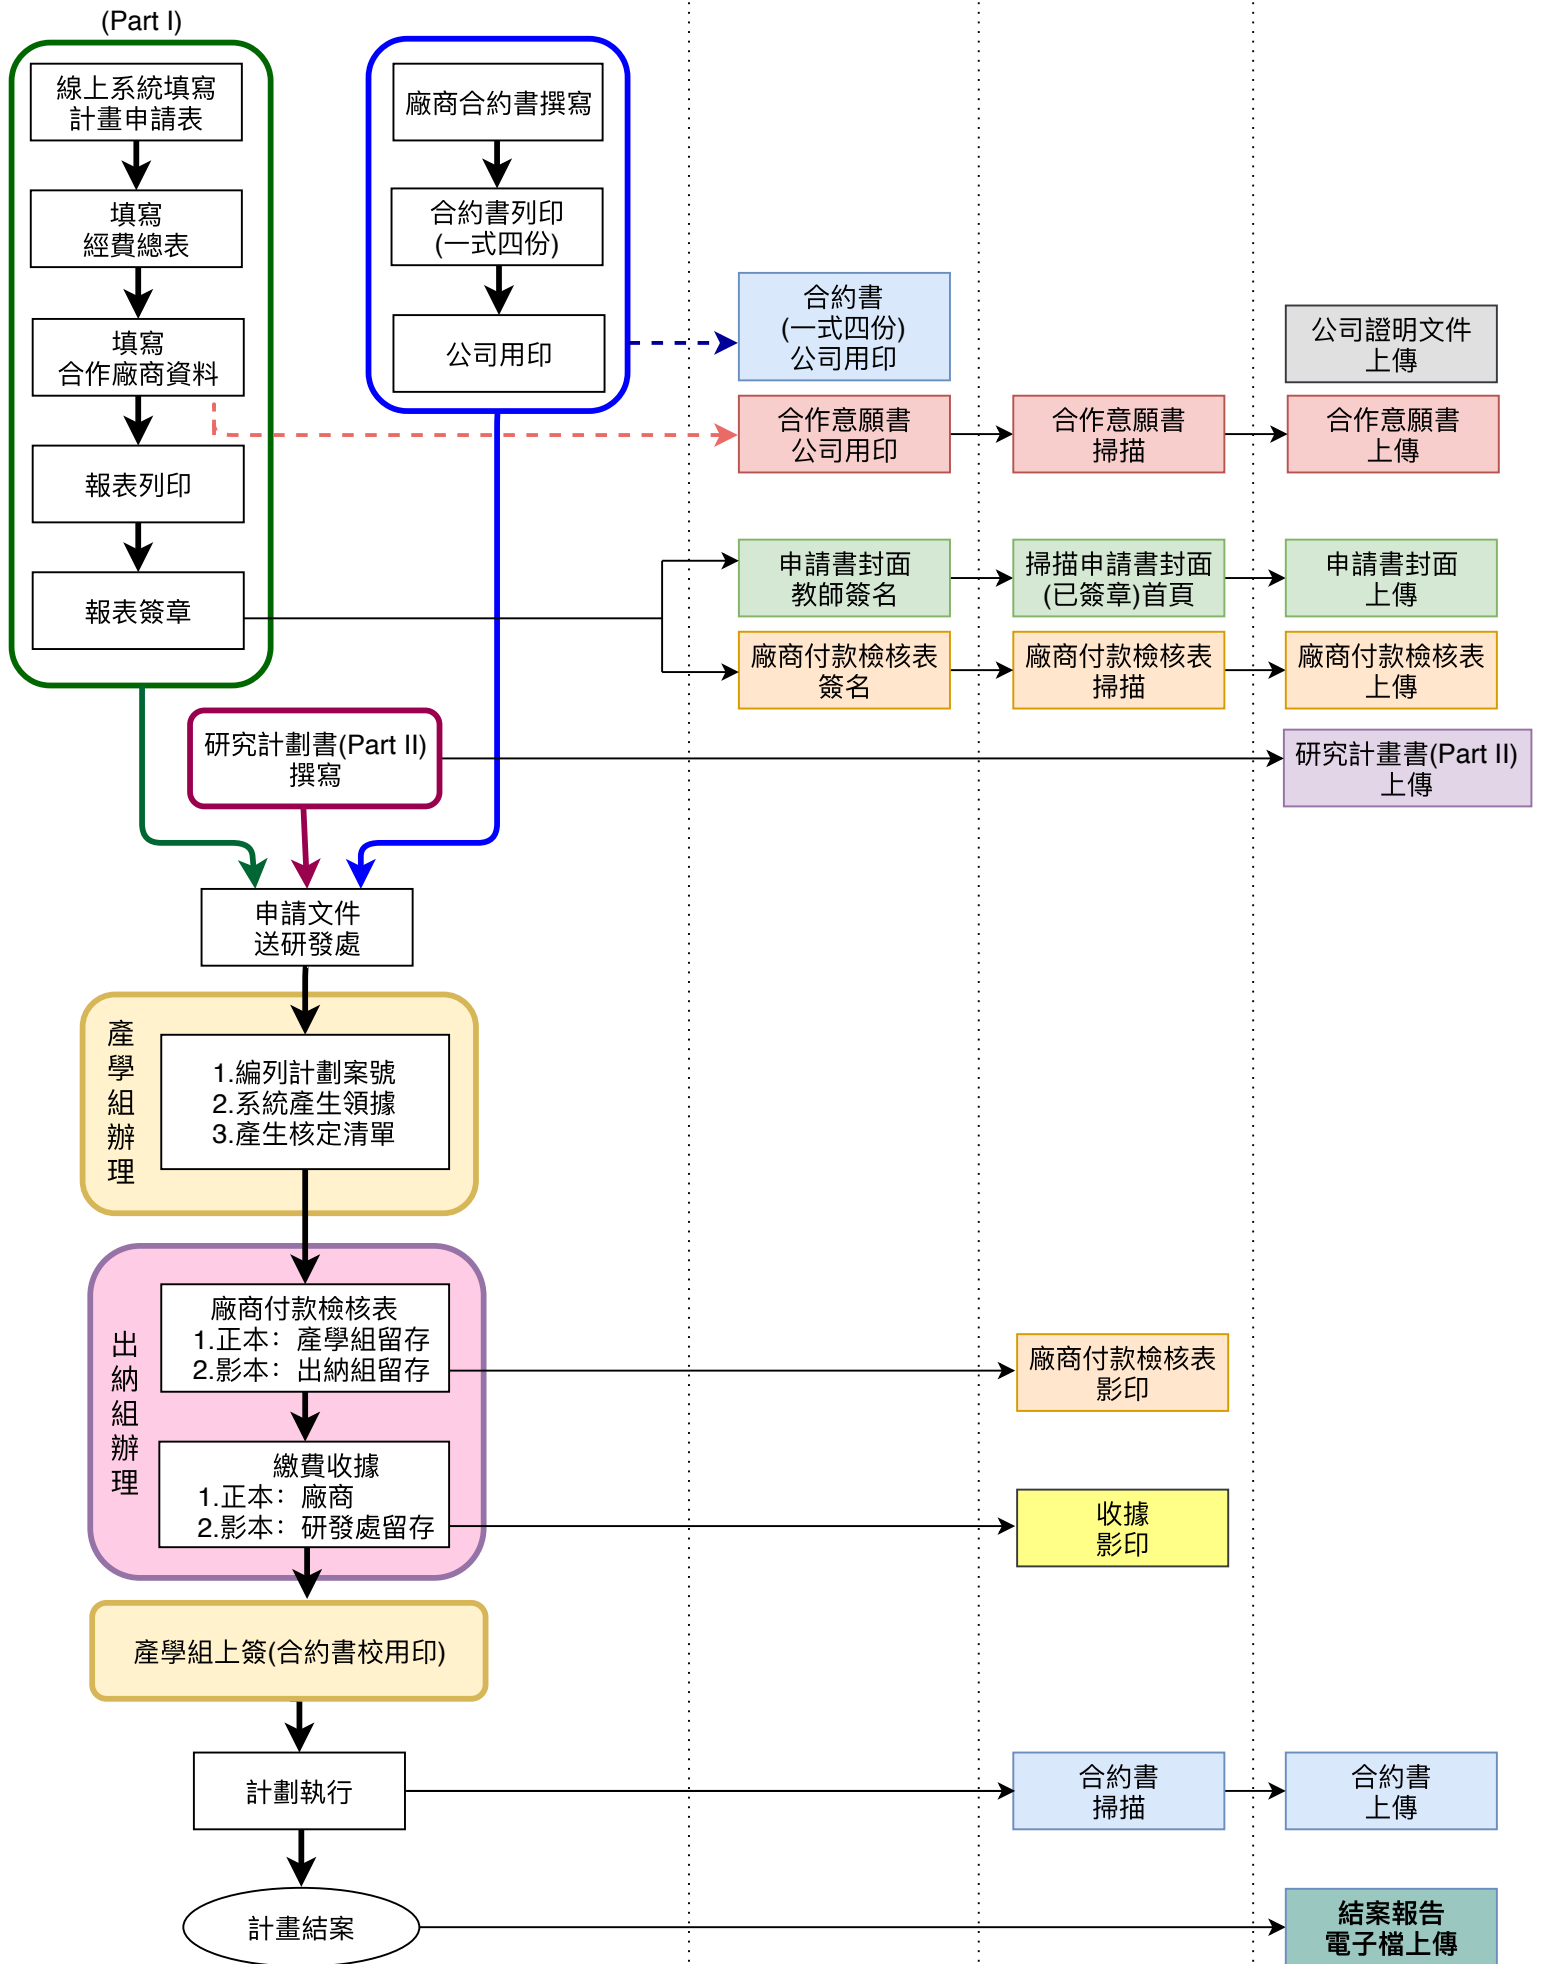 (Part I)
線上系統填寫
計畫申請表
填寫
經費總表
填寫
合作廠商資料
報表列印
報表簽章
廠商合約書撰寫
合約書列印
(一式四份)
公司用印
合約書
(一式四份)
公司用印
公司證明文件
上傳
合作意願書
公司用印
合作意願書
掃描
合作意願書
上傳
申請書封面
教師簽名
掃描申請書封面
(已簽章)首頁
申請書封面
上傳
廠商付款檢核表
簽名
廠商付款檢核表
掃描
廠商付款檢核表
上傳
研究計劃書(Part II)
撰寫
研究計畫書(Part II)
上傳
申請文件
送研發處
產學組辦理
1.編列計劃案號
2.系統產生領據
3.產生核定清單
出納組辦理
廠商付款檢核表
1.正本：產學組留存
2.影本：出納組留存
廠商付款檢核表
影印
繳費收據
1.正本：廠商
2.影本：研發處留存
收據
影印
產學組上簽(合約書校用印)
計劃執行
合約書
掃描
合約書
上傳
計畫結案
結案報告
電子檔上傳